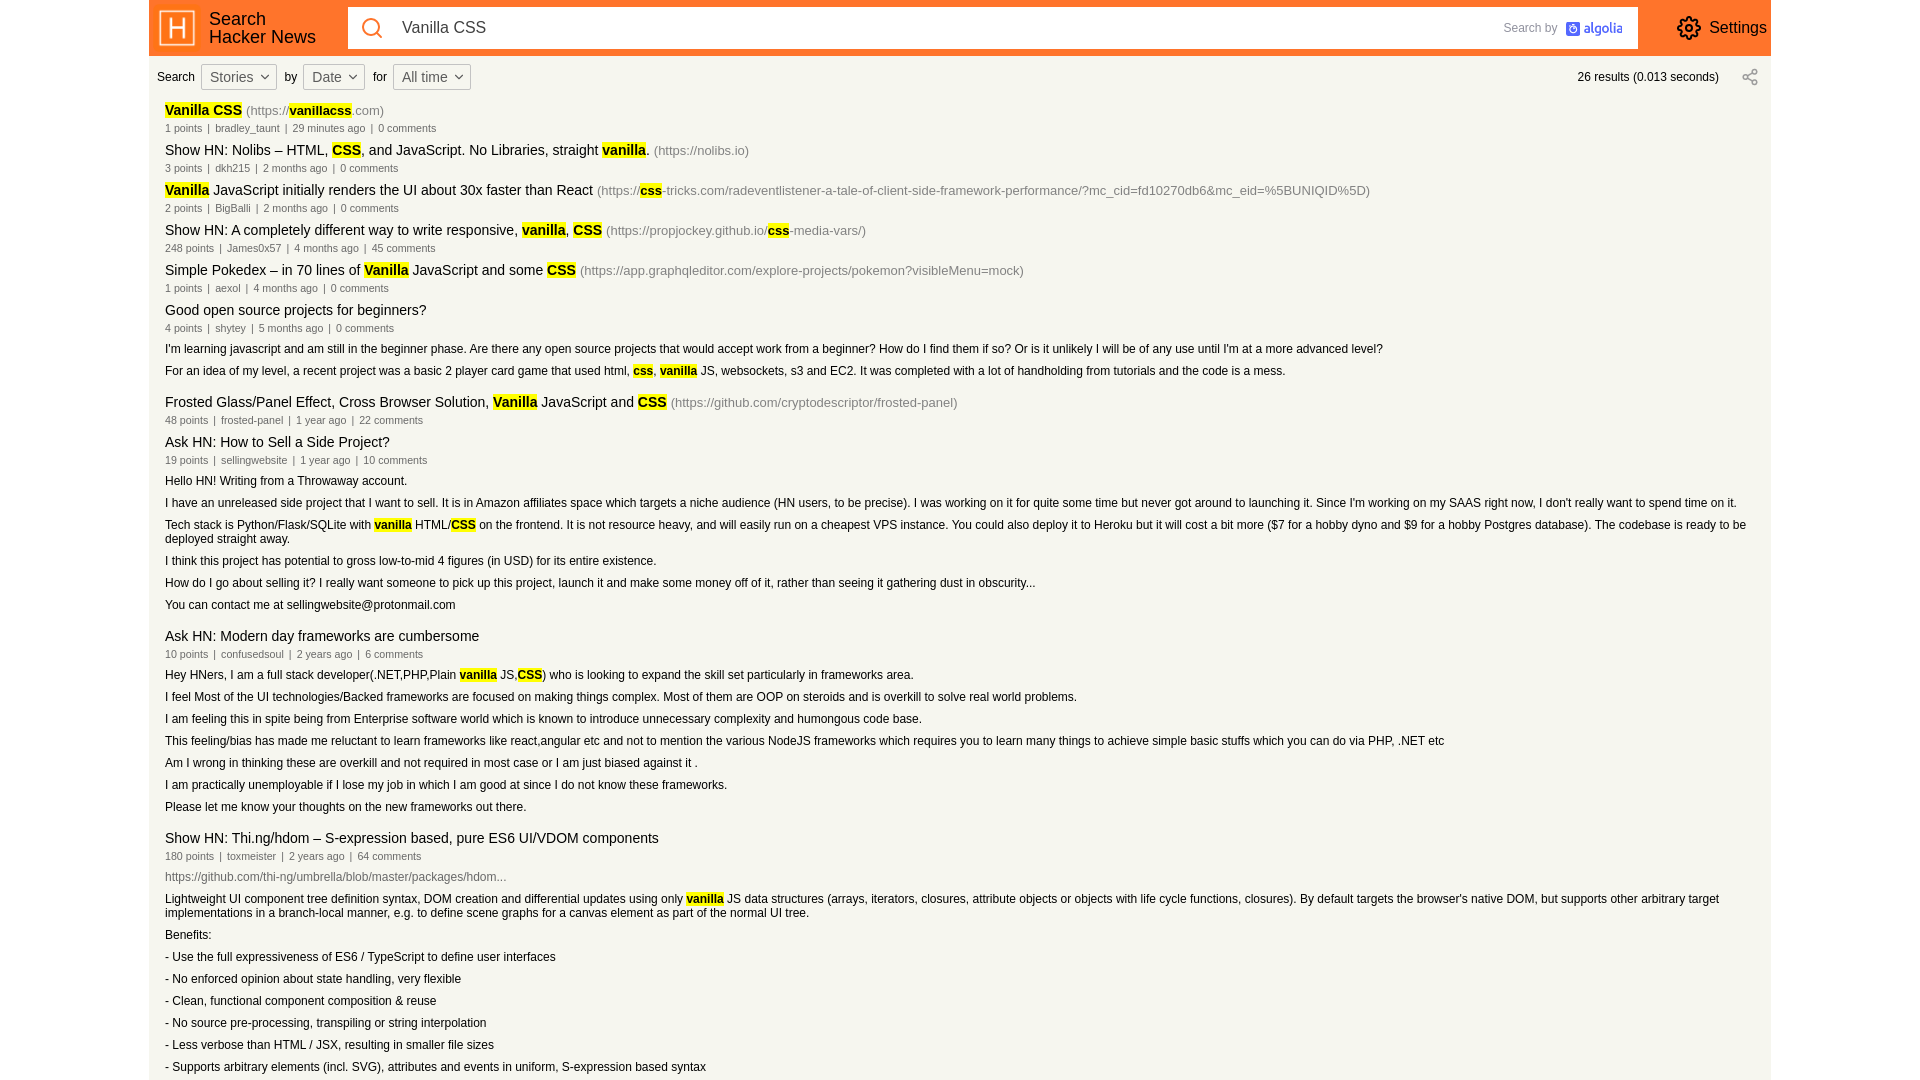 H
Search
Hacker News
Vanilla CSS
Search by algolia
Settings
Search Stories by Date for All time
26 results (0.013 seconds)
Vanilla CSS (https://vanillacss.com)
1 points | bradley_taunt | 29 minutes ago | 0 comments
Show HN: Nolibs – HTML, CSS, and JavaScript. No Libraries, straight vanilla. (https://nolibs.io)
3 points | dkh215 | 2 months ago | 0 comments
Vanilla JavaScript initially renders the UI about 30x faster than React (https://css-tricks.com/radeventlistener-a-tale-of-client-side-framework-performance/?mc_cid=fd10270db6&mc_eid=%5BUNIQID%5D)
2 points | BigBalli | 2 months ago | 0 comments
Show HN: A completely different way to write responsive, vanilla, CSS (https://propjockey.github.io/css-media-vars/)
248 points | James0x57 | 4 months ago | 45 comments
Simple Pokedex – in 70 lines of Vanilla JavaScript and some CSS (https://app.graphqleditor.com/explore-projects/pokemon?visibleMenu=mock)
1 points | aexol | 4 months ago | 0 comments
Good open source projects for beginners?
4 points | shytey | 5 months ago | 0 comments
I'm learning javascript and am still in the beginner phase. Are there any open source projects that would accept work from a beginner? How do I find them if so? Or is it unlikely I will be of any use until I'm at a more advanced level?
For an idea of my level, a recent project was a basic 2 player card game that used html, css, vanilla JS, websockets, s3 and EC2. It was completed with a lot of handholding from tutorials and the code is a mess.
Frosted Glass/Panel Effect, Cross Browser Solution, Vanilla JavaScript and CSS (https://github.com/cryptodescriptor/frosted-panel)
48 points | frosted-panel | 1 year ago | 22 comments
Ask HN: How to Sell a Side Project?
19 points | sellingwebsite | 1 year ago | 10 comments
Hello HN! Writing from a Throwaway account.
I have an unreleased side project that I want to sell. It is in Amazon affiliates space which targets a niche audience (HN users, to be precise). I was working on it for quite some time but never got around to launching it. Since I'm working on my SAAS right now, I don't really want to spend time on it.
Tech stack is Python/Flask/SQLite with vanilla HTML/CSS on the frontend. It is not resource heavy, and will easily run on a cheapest VPS instance. You could also deploy it to Heroku but it will cost a bit more ($7 for a hobby dyno and $9 for a hobby Postgres database). The codebase is ready to be
deployed straight away.
I think this project has potential to gross low-to-mid 4 figures (in USD) for its entire existence.
How do I go about selling it? I really want someone to pick up this project, launch it and make some money off of it, rather than seeing it gathering dust in obscurity...
You can contact me at sellingwebsite@protonmail.com
Ask HN: Modern day frameworks are cumbersome
10 points | confusedsoul | 2 years ago | 6 comments
Hey HNers, I am a full stack developer(.NET,PHP,Plain vanilla JS,CSS) who is looking to expand the skill set particularly in frameworks area.
I feel Most of the UI technologies/Backed frameworks are focused on making things complex. Most of them are OOP on steroids and is overkill to solve real world problems.
I am feeling this in spite being from Enterprise software world which is known to introduce unnecessary complexity and humongous code base.
This feeling/bias has made me reluctant to learn frameworks like react,angular etc and not to mention the various NodeJS frameworks which requires you to learn many things to achieve simple basic stuffs which you can do via PHP, .NET etc
Am I wrong in thinking these are overkill and not required in most case or I am just biased against it .
I am practically unemployable if I lose my job in which I am good at since I do not know these frameworks.
Please let me know your thoughts on the new frameworks out there.
Show HN: Thi.ng/hdom – S-expression based, pure ES6 UI/VDOM components
180 points | toxmeister | 2 years ago | 64 comments
https://github.com/thi-ng/umbrella/blob/master/packages/hdom...
Lightweight UI component tree definition syntax, DOM creation and differential updates using only vanilla JS data structures (arrays, iterators, closures, attribute objects or objects with life cycle functions, closures). By default targets the browser's native DOM, but supports other arbitrary target
implementations in a branch-local manner, e.g. to define scene graphs for a canvas element as part of the normal UI tree.
Benefits:
- Use the full expressiveness of ES6 / TypeScript to define user interfaces
- No enforced opinion about state handling, very flexible
- Clean, functional component composition & reuse
- No source pre-processing, transpiling or string interpolation
- Less verbose than HTML / JSX, resulting in smaller file sizes
- Supports arbitrary elements (incl. SVG), attributes and events in uniform, S-expression based syntax